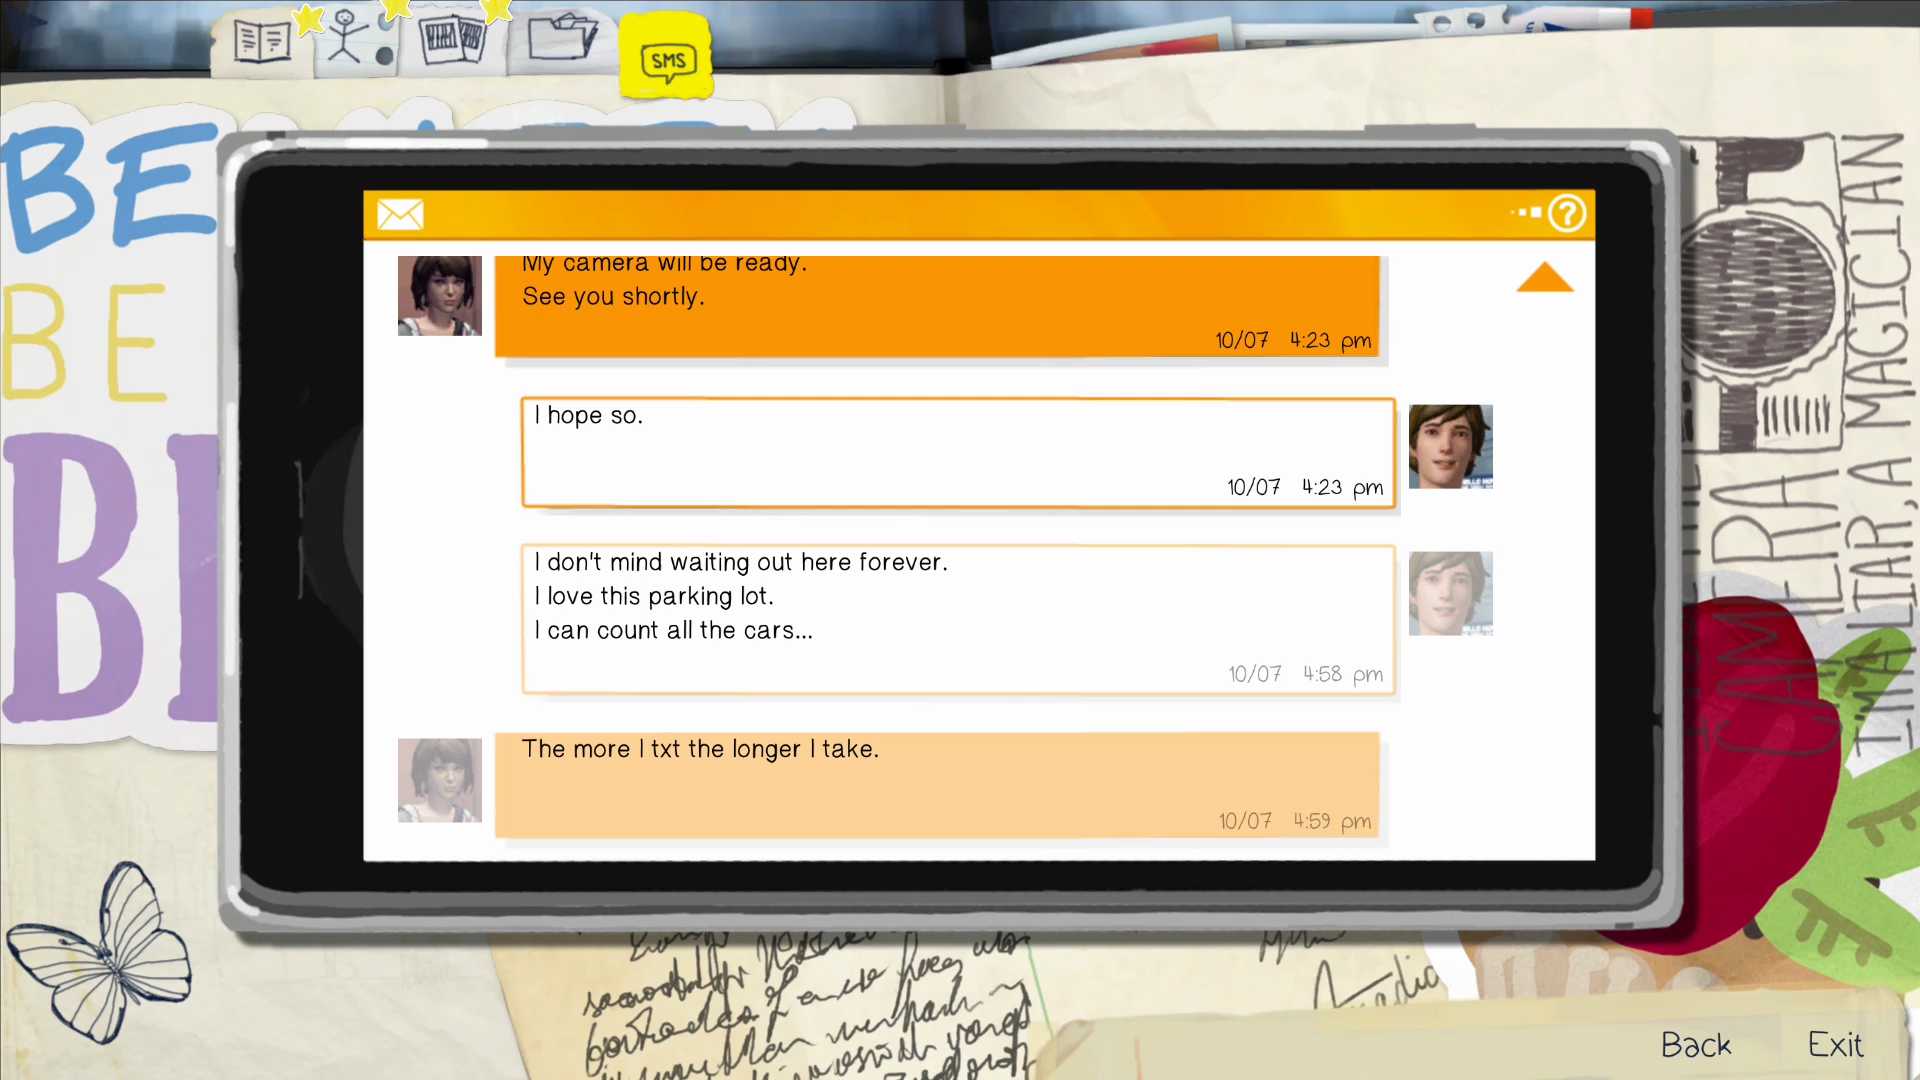 SMS
BE
BE
My camera will be ready.
See you shortly.
10/07 4:23 pm
I hope so.
10/07 4:23 pm
I don't mind waiting out here forever.
I love this parking lot.
I can count all the cars...
10/07 4:58 pm
The more I txt the longer I take.
10/07 4:59 pm
CAMERA
I'M A LIAR, A MAGICIAN
Back
Exit